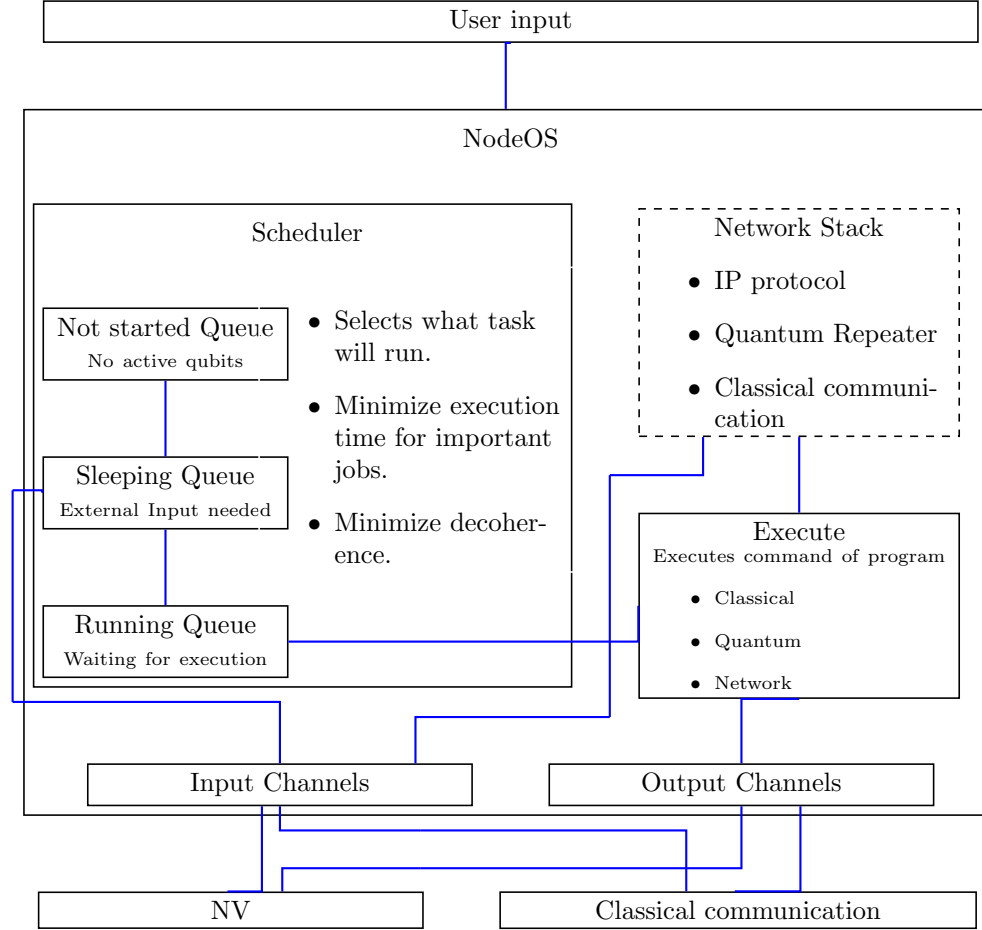 User input
NodeOS
Scheduler
Not started Queue
No active qubits
Sleeping Queue
External Input needed
Running Queue
Waiting for execution
• Selects what task
will run.
• Minimize execution
time for important
jobs.
• Minimize decoher-
ence.
Network Stack
• IP protocol
• Quantum Repeater
• Classical communi-
cation
Execute
Executes command of program
• Classical
• Quantum
• Network
Input Channels
Output Channels
NV
Classical communication